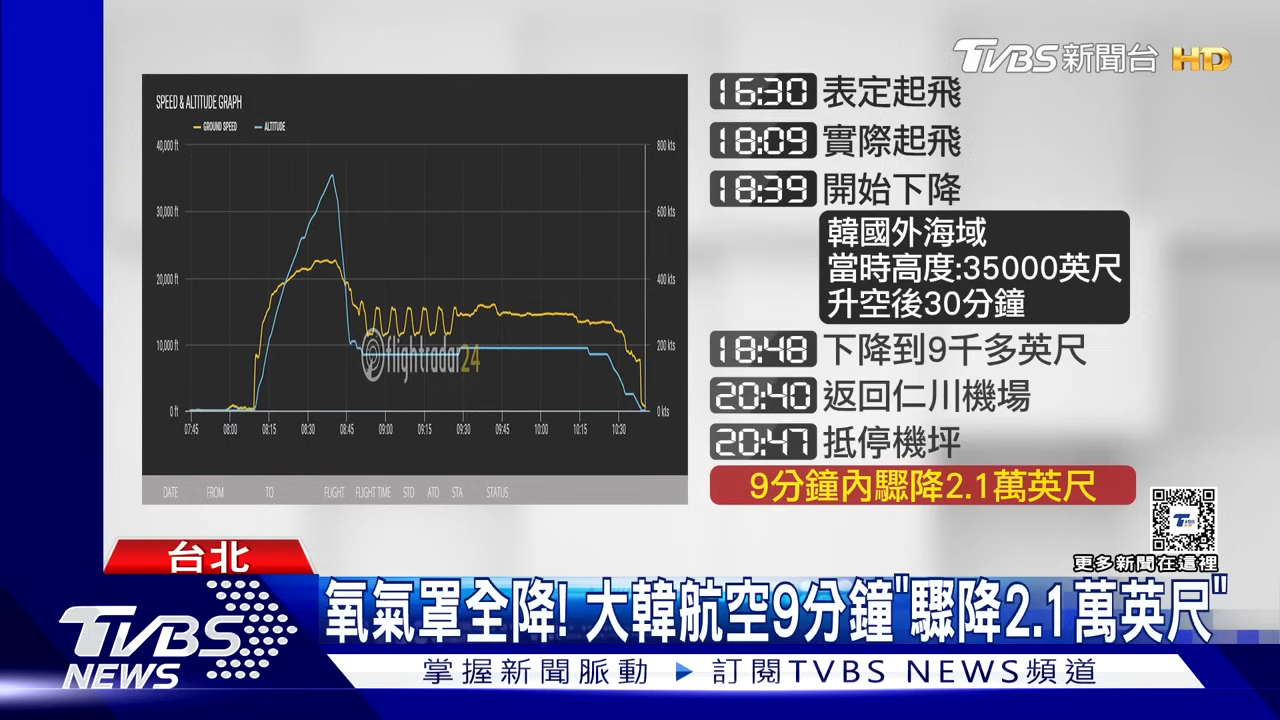 TVBS新聞台 HD
SPEED & ALTITUDE GRAPH
GROUND SPEED ALTITUDE
40,000 ft 800 kts
30,000 ft 600 kts
20,000 ft 400 kts
10,000 ft 200 kts
0 ft 0 kts
07:45 08:00 08:15 08:30 08:45 09:00 09:15 09:30 09:45 10:00 10:15 10:30
flightradar24
DATE FROM TO FLIGHT FLIGHT TIME STD ATD STA STATUS
16:30 表定起飛
18:09 實際起飛
18:39 開始下降
韓國外海域
當時高度:35000英尺
升空後30分鐘
18:48 下降到9千多英尺
20:40 返回仁川機場
20:47 抵停機坪
9分鐘內驟降2.1萬英尺
TVBS
更多新聞在這裡
台北
氧氣罩全降! 大韓航空9分鐘"驟降2.1萬英尺"
TVBS
NEWS
掌握新聞脈動 訂閱TVBS NEWS頻道